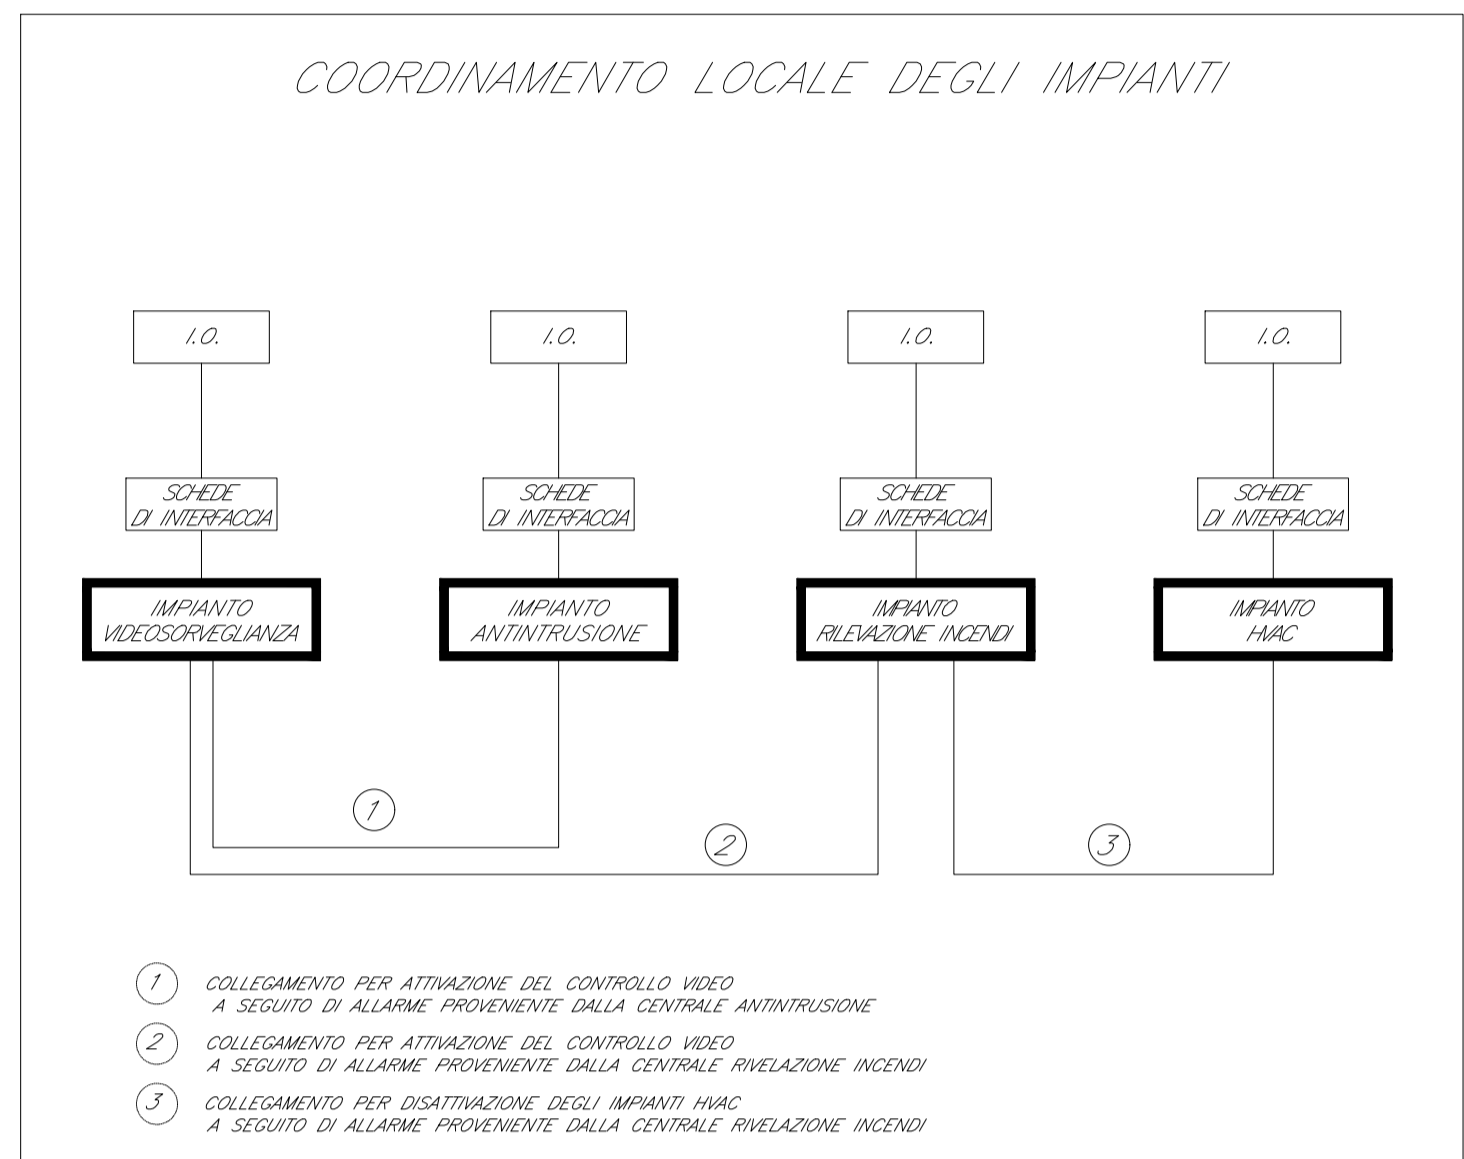 COORDINAMENTO LOCALE DEGLI IMPIANTI
I.O.
I.O.
I.O.
I.O.
SCHEDE
DI INTERFACCIA
SCHEDE
DI INTERFACCIA
SCHEDE
DI INTERFACCIA
SCHEDE
DI INTERFACCIA
IMPIANTO
VIDEOSORVEGLIANZA
IMPIANTO
ANTINTRUSIONE
IMPIANTO
RILEVAZIONE INCENDI
IMPIANTO
HVAC
1
2
3
1 COLLEGAMENTO PER ATTIVAZIONE DEL CONTROLLO VIDEO
A SEGUITO DI ALLARME PROVENIENTE DALLA CENTRALE ANTINTRUSIONE
2 COLLEGAMENTO PER ATTIVAZIONE DEL CONTROLLO VIDEO
A SEGUITO DI ALLARME PROVENIENTE DALLA CENTRALE RIVELAZIONE INCENDI
3 COLLEGAMENTO PER DISATTIVAZIONE DEGLI IMPIANTI HVAC
A SEGUITO DI ALLARME PROVENIENTE DALLA CENTRALE RIVELAZIONE INCENDI